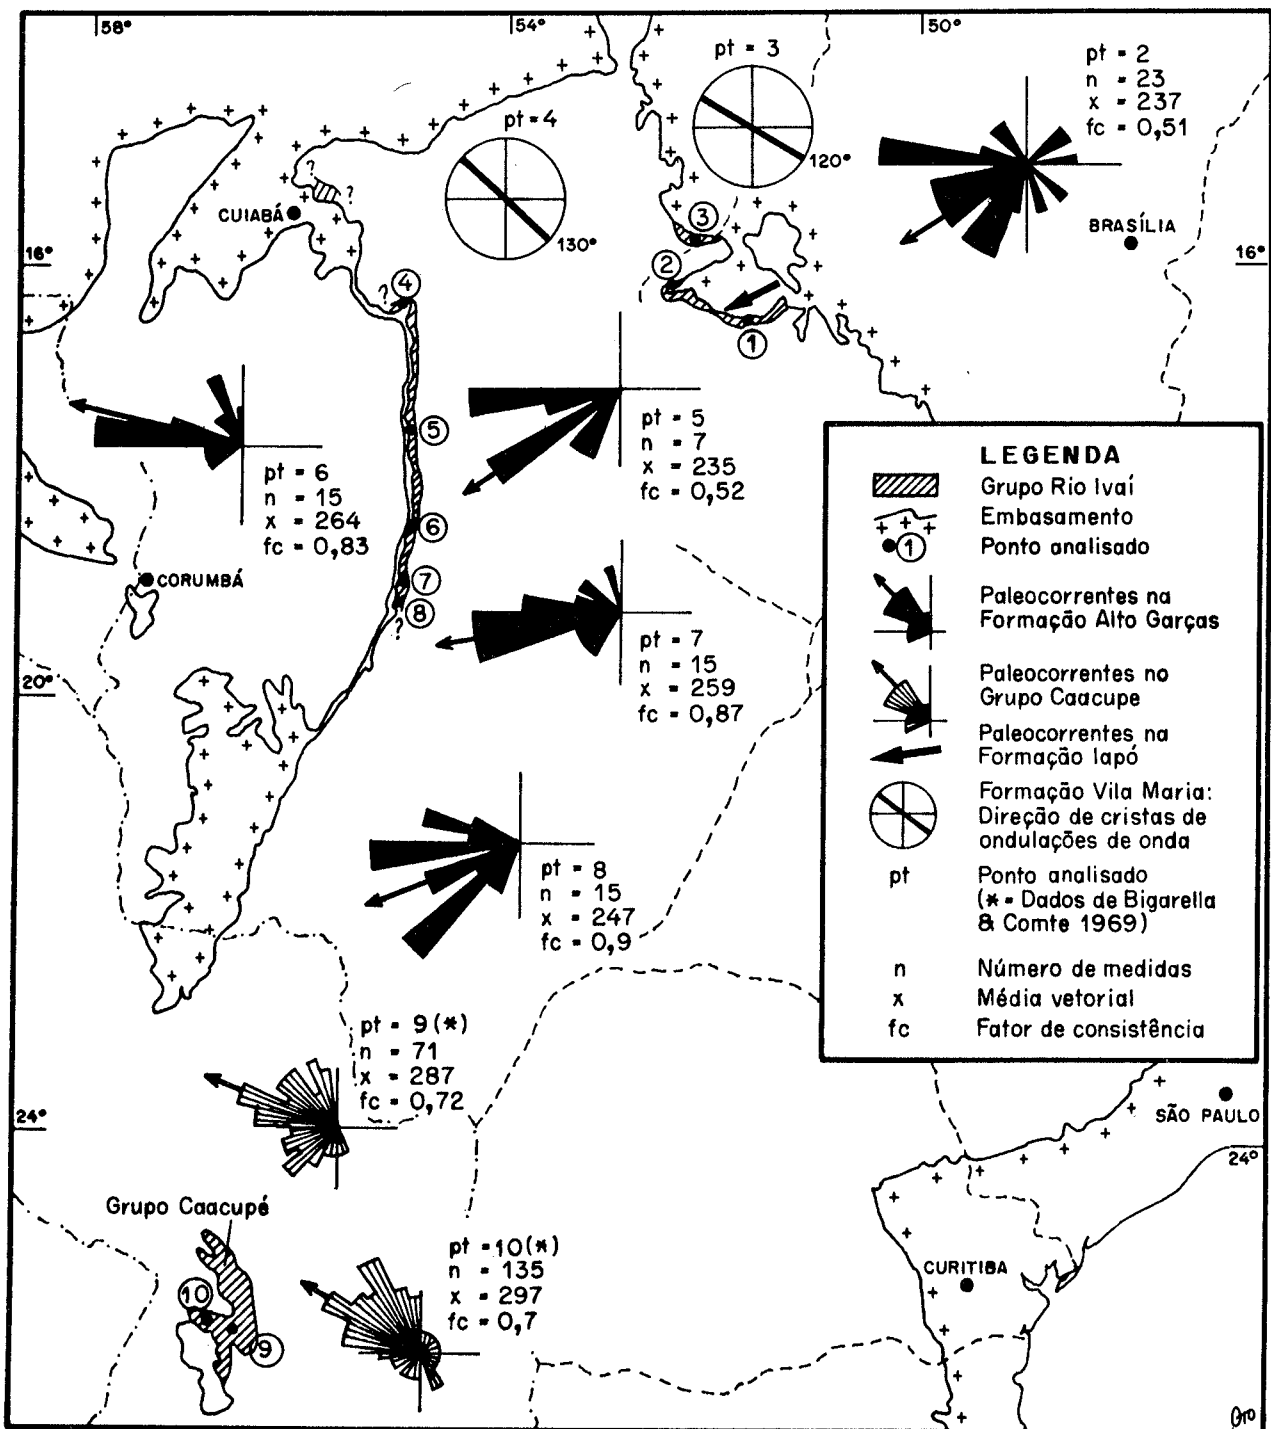 58°
54°
50°
pt = 3
120°
pt = 2
n = 23
x = 237
fc = 0,51
pt = 4
130°
?
?
CUIABÁ
BRASÍLIA
16°
16°
3
2
1
4
?
5
6
7
8
?
pt = 5
n = 7
x = 235
fc = 0,52
pt = 6
n = 15
x = 264
fc = 0,83
CORUMBÁ
pt = 7
n = 15
x = 259
fc = 0,87
20°
pt = 8
n = 15
x = 247
fc = 0,9
LEGENDA
Grupo Rio Ivaí
Embasamento
1 Ponto analisado
Paleocorrentes na
Formação Alto Garças
Paleocorrentes no
Grupo Caacupe
Paleocorrentes na
Formação Iapó
Formação Vila Maria:
Direção de cristas de
ondulações de onda
pt Ponto analisado
(* = Dados de Bigarella
& Comte 1969)
n Número de medidas
x Média vetorial
fc Fator de consistência
pt = 9 (*)
n = 71
x = 287
fc = 0,72
24°
SÃO PAULO
24°
Grupo Caacupé
10
9
pt = 10 (*)
n = 135
x = 297
fc = 0,7
CURITIBA